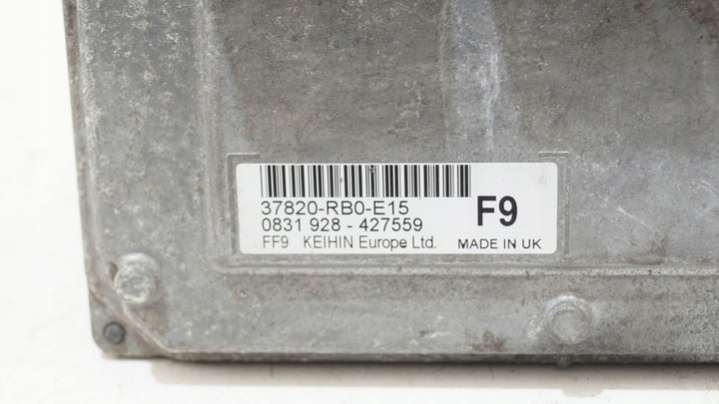 37820-RB0-E15
0831 928 - 427559
F9
FF9 KEIHIN Europe Ltd. MADE IN UK